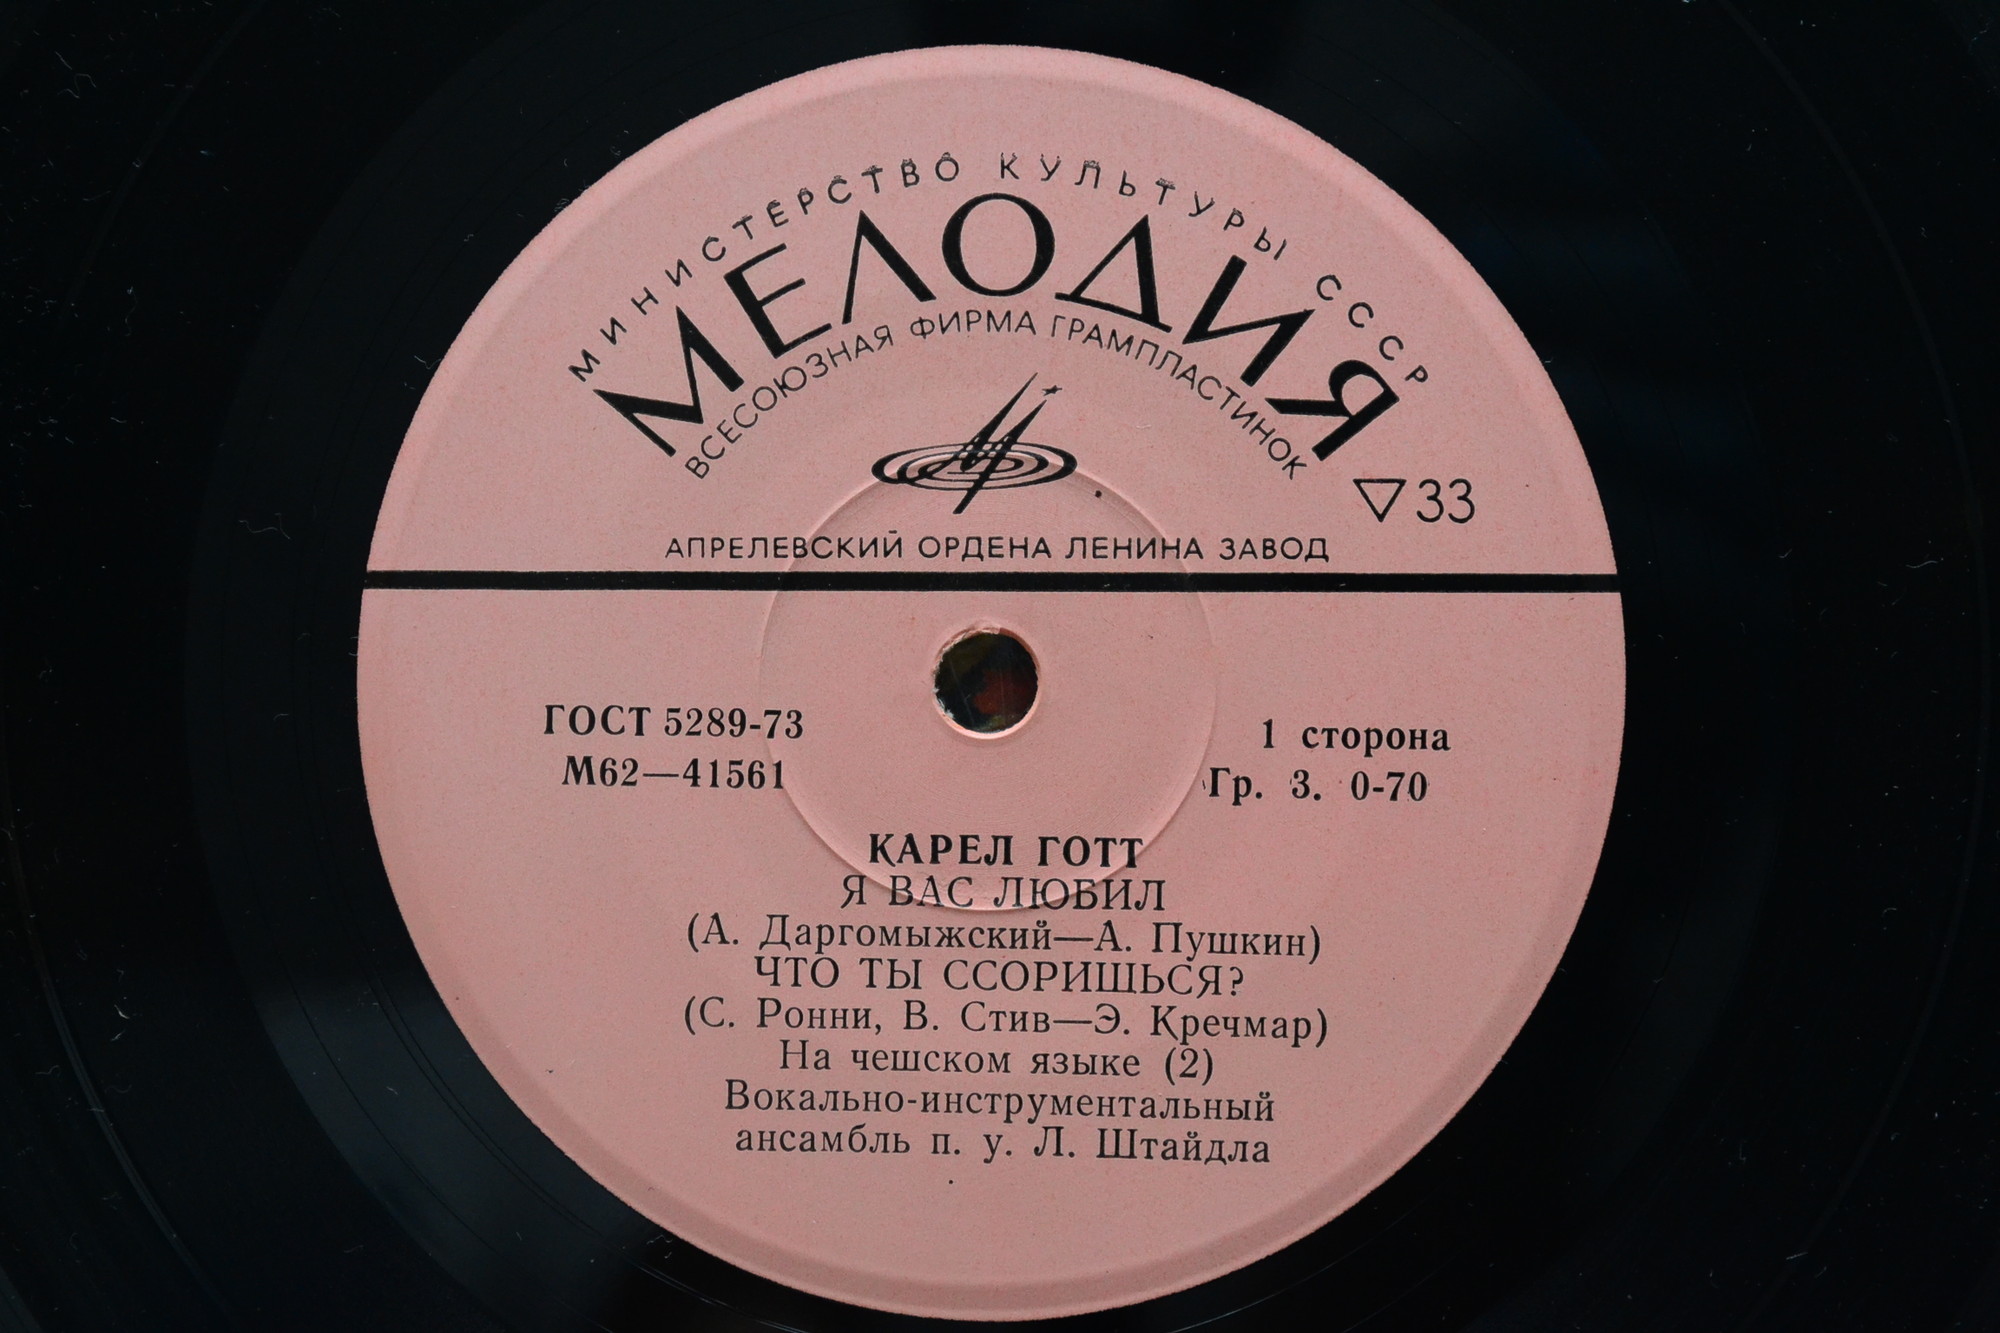 МИНИСТЕРСТВО КУЛЬТУРЫ СССР
МЕЛОДИЯ
ВСЕСОЮЗНАЯ ФИРМА ГРАМПЛАСТИНОК
▽33
АПРЕЛЕВСКИЙ ОРДЕНА ЛЕНИНА ЗАВОД
ГОСТ 5289-73
М62—41561
1 сторона
Гр. 3. 0-70
КАРЕЛ ГОТТ
Я ВАС ЛЮБИЛ
(А. Даргомыжский—А. Пушкин)
ЧТО ТЫ ССОРИШЬСЯ?
(С. Ронни, В. Стив—Э. Кречмар)
На чешском языке (2)
Вокально-инструментальный
ансамбль п. у. Л. Штайдла